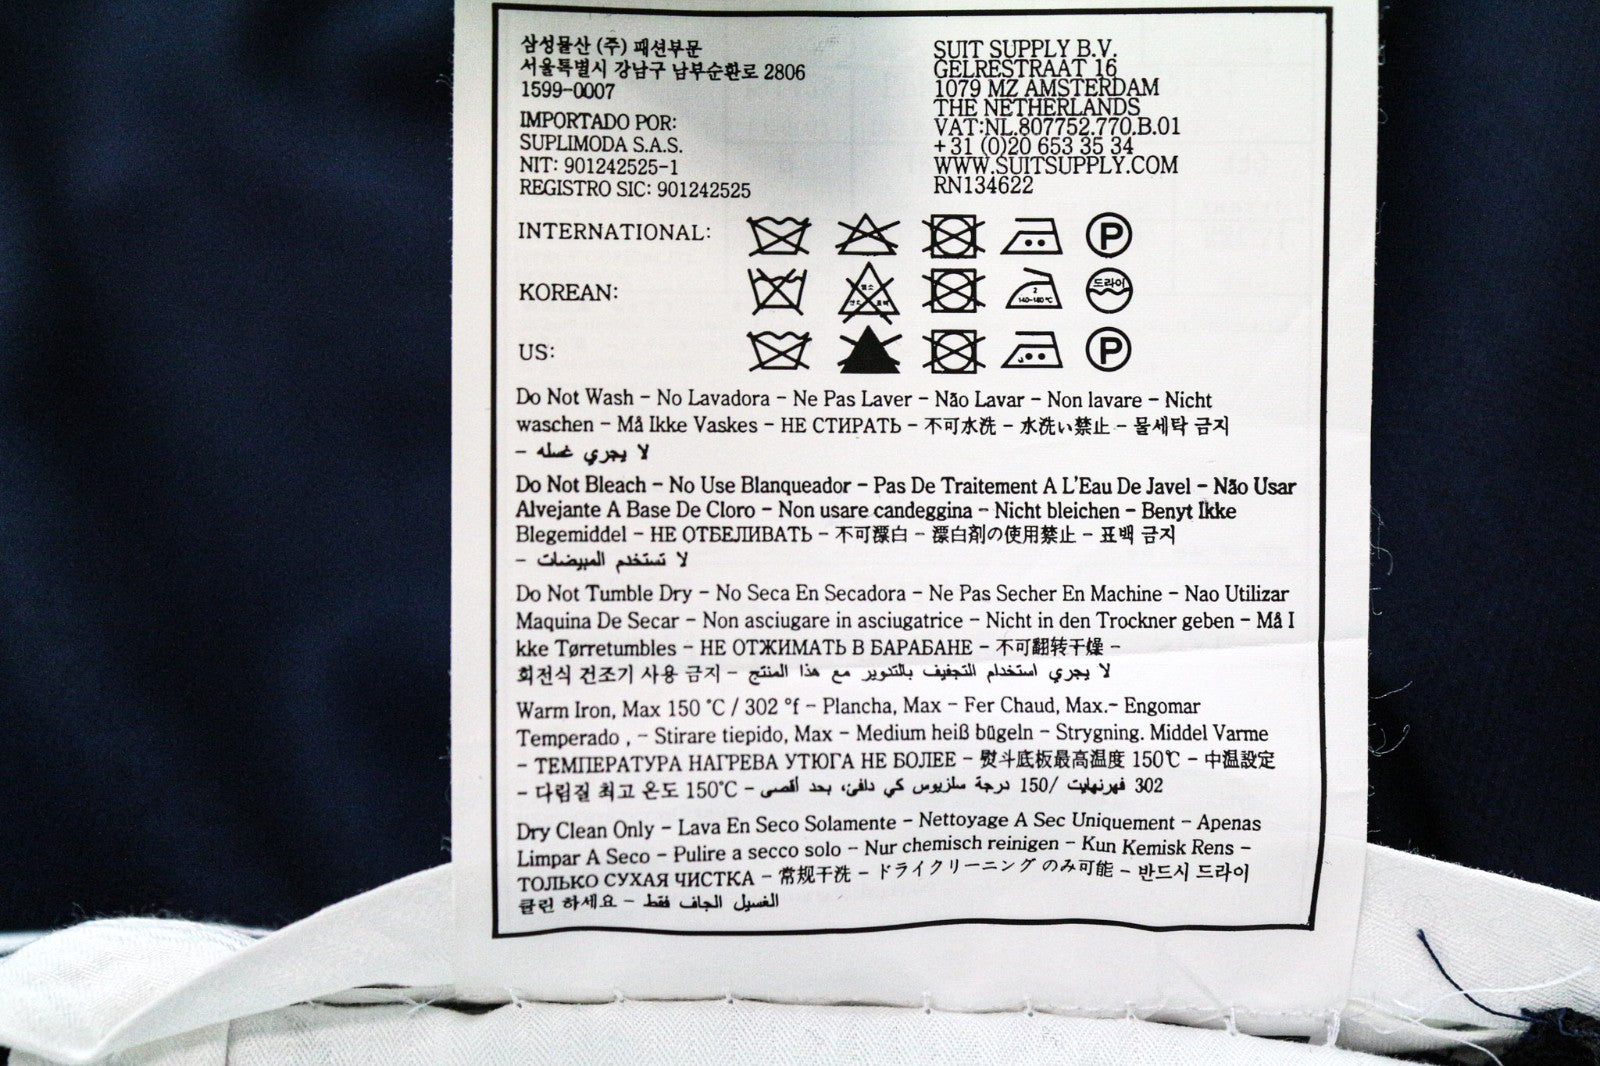 삼성물산 (주) 패션부문
서울특별시 강남구 남부순환로 2806
1599-0007
IMPORTADO POR:
SUPLIMODA S.A.S.
NIT: 901242525-1
REGISTRO SIC: 901242525
SUIT SUPPLY B.V.
GELRESTRAAT 16
1079 MZ AMSTERDAM
THE NETHERLANDS
VAT:NL.807752.770.B.01
+31 (0)20 653 35 34
WWW.SUITSUPPLY.COM
RN134622
INTERNATIONAL:
P
KOREAN:
2
140~160℃
드라이
US:
P
Do Not Wash - No Lavadora - Ne Pas Laver - Não Lavar - Non lavare - Nicht
waschen - Må Ikke Vaskes - НЕ СТИРАТЬ - 不可水洗 - 水洗い禁止 - 물세탁 금지
- لا يجري غسله
Do Not Bleach - No Use Blanqueador - Pas De Traitement A L'Eau De Javel - Não Usar
Alvejante A Base De Cloro - Non usare candeggina - Nicht bleichen - Benyt Ikke
Blegemiddel - НЕ ОТБЕЛИВАТЬ - 不可漂白 - 漂白剤の使用禁止 - 표백 금지
- لا تستخدم المبيضات
Do Not Tumble Dry - No Seca En Secadora - Ne Pas Secher En Machine - Nao Utilizar
Maquina De Secar - Non asciugare in asciugatrice - Nicht in den Trockner geben - Må I
kke Tørretumbles - НЕ ОТЖИМАТЬ В БАРАБАНЕ - 不可翻转干燥 -
회전식 건조기 사용 금지 - لا يجري استخدام التجفيف بالتدوير مع هذا المنتج
Warm Iron, Max 150 °C / 302 °f - Plancha, Max - Fer Chaud, Max.- Engomar
Temperado , - Stirare tiepido, Max - Medium heiß bügeln - Strygning. Middel Varme
- ТЕМПЕРАТУРА НАГРЕВА УТЮГА НЕ БОЛЕЕ - 熨斗底板最高温度 150℃ - 中温設定
- 다림질 최고 온도 150°C - 302 فهرنهايت /150 درجة سلزيوس كي دافئ، بحد أقصى
Dry Clean Only - Lava En Seco Solamente - Nettoyage A Sec Uniquement - Apenas
Limpar A Seco - Pulire a secco solo - Nur chemisch reinigen - Kun Kemisk Rens -
ТОЛЬКО СУХАЯ ЧИСТКА - 常规干洗 - ドライクリーニング のみ可能 - 반드시 드라이
클린 하세요 - الغسيل الجاف فقط